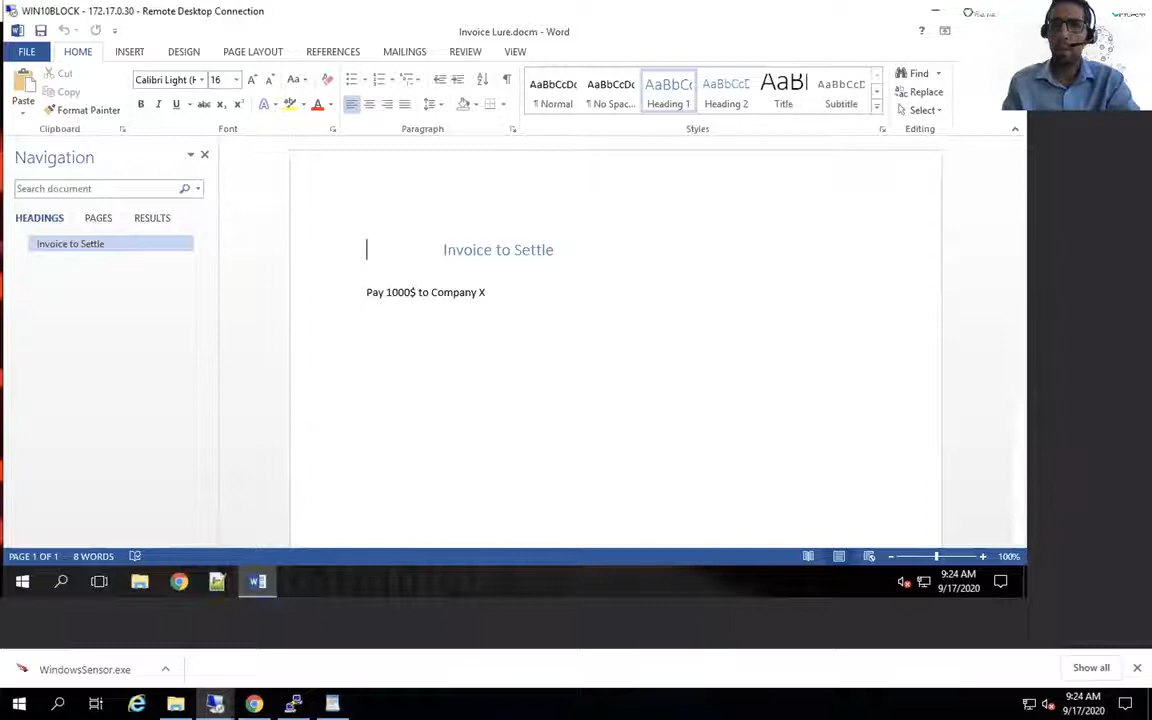 WIN10BLOCK - 172.17.0.30 - Remote Desktop Connection
Invoice Lure.docm - Word
FILE HOME INSERT DESIGN PAGE LAYOUT REFERENCES MAILINGS REVIEW VIEW
Paste
Cut
Copy
Format Painter
Calibri Light (H 16
AaBbCcDc AaBbCcDc AaBbCc AaBbCcE AaBl AaBbCcD
¶ Normal ¶ No Spac... Heading 1 Heading 2 Title Subtitle
Find
Replace
Select
Clipboard Font Paragraph Styles Editing
Navigation
Search document
HEADINGS PAGES RESULTS
Invoice to Settle
Invoice to Settle
Pay 1000$ to Company X
PAGE 1 OF 1 8 WORDS
100%
9:24 AM
9/17/2020
WindowsSensor.exe
Show all
9:24 AM
9/17/2020